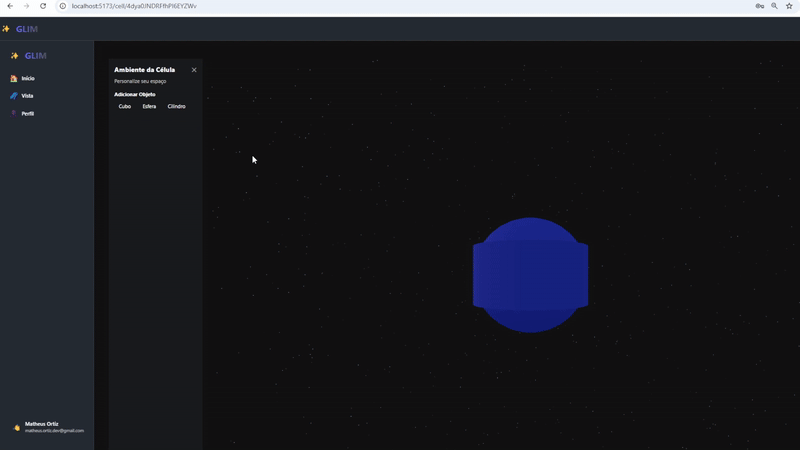 localhost:5173/cell/4dya0JNDRFfhPI6EYZWv
GLIM
GLIM
Início
Vista
Perfil
Ambiente da Célula
Personalize seu espaço
Adicionar Objeto
Cubo Esfera Cilindro
Matheus Ortiz
matheus.ortiz.dev@gmail.com